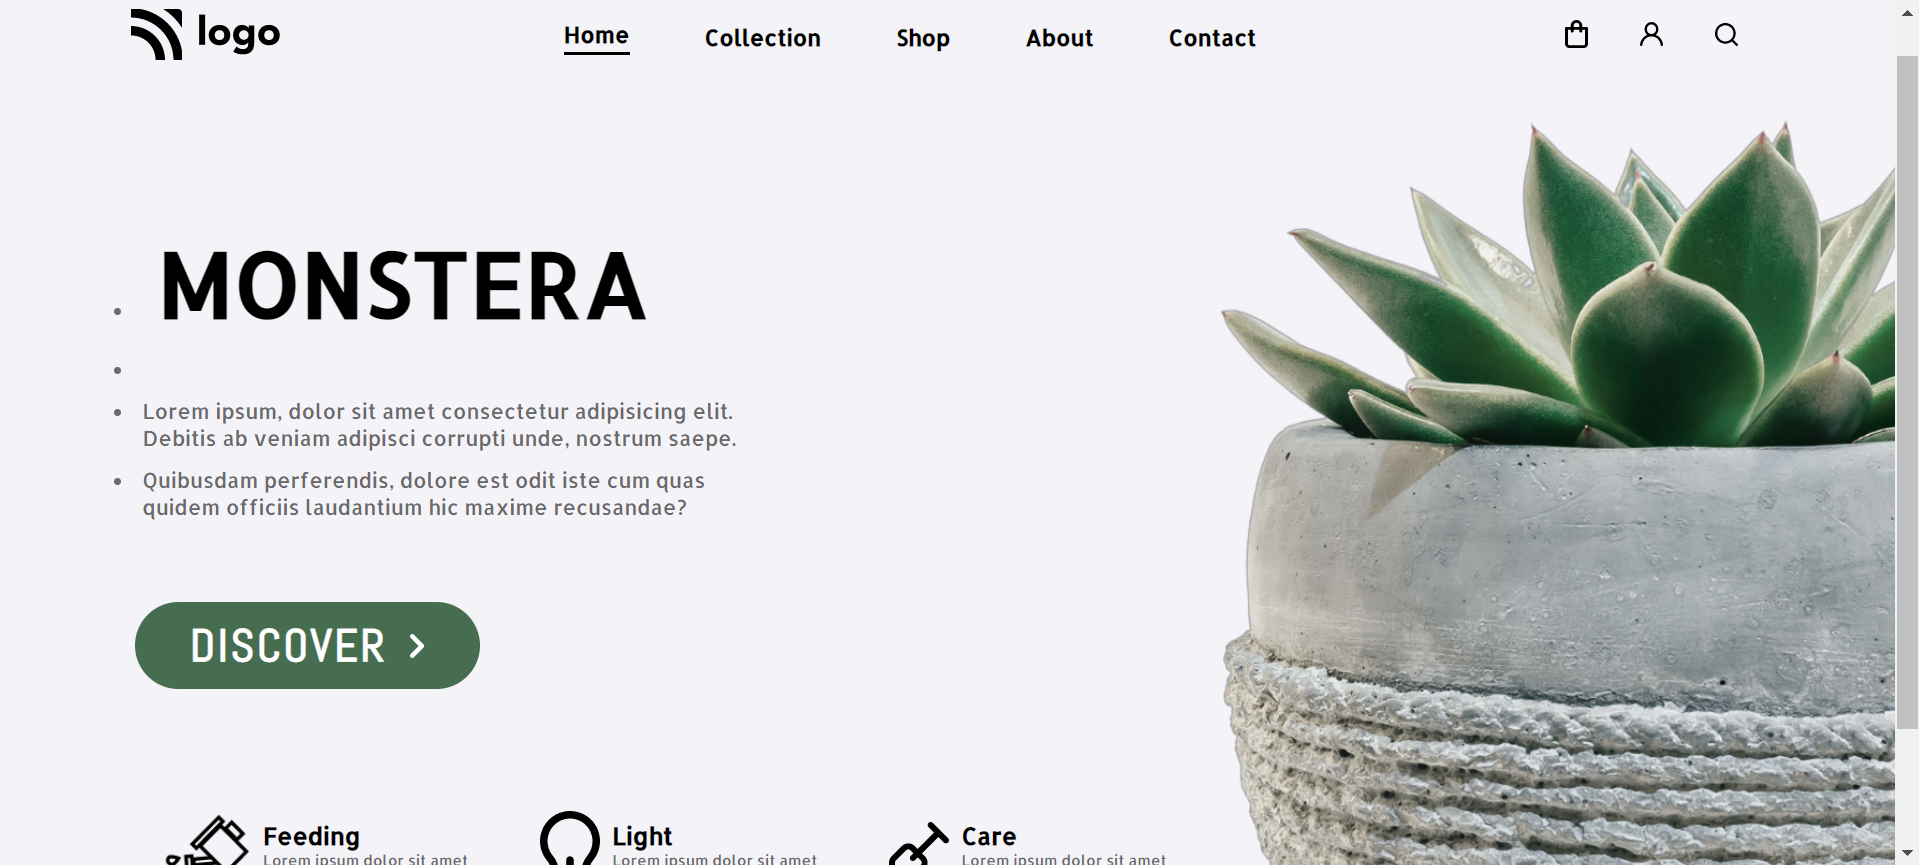 logo
Home Collection Shop About Contact
MONSTERA
Lorem ipsum, dolor sit amet consectetur adipisicing elit.
Debitis ab veniam adipisci corrupti unde, nostrum saepe.
Quibusdam perferendis, dolore est odit iste cum quas
quidem officiis laudantium hic maxime recusandae?
DISCOVER
Feeding Light Care
Lorem ipsum dolor sit amet Lorem ipsum dolor sit amet Lorem ipsum dolor sit amet